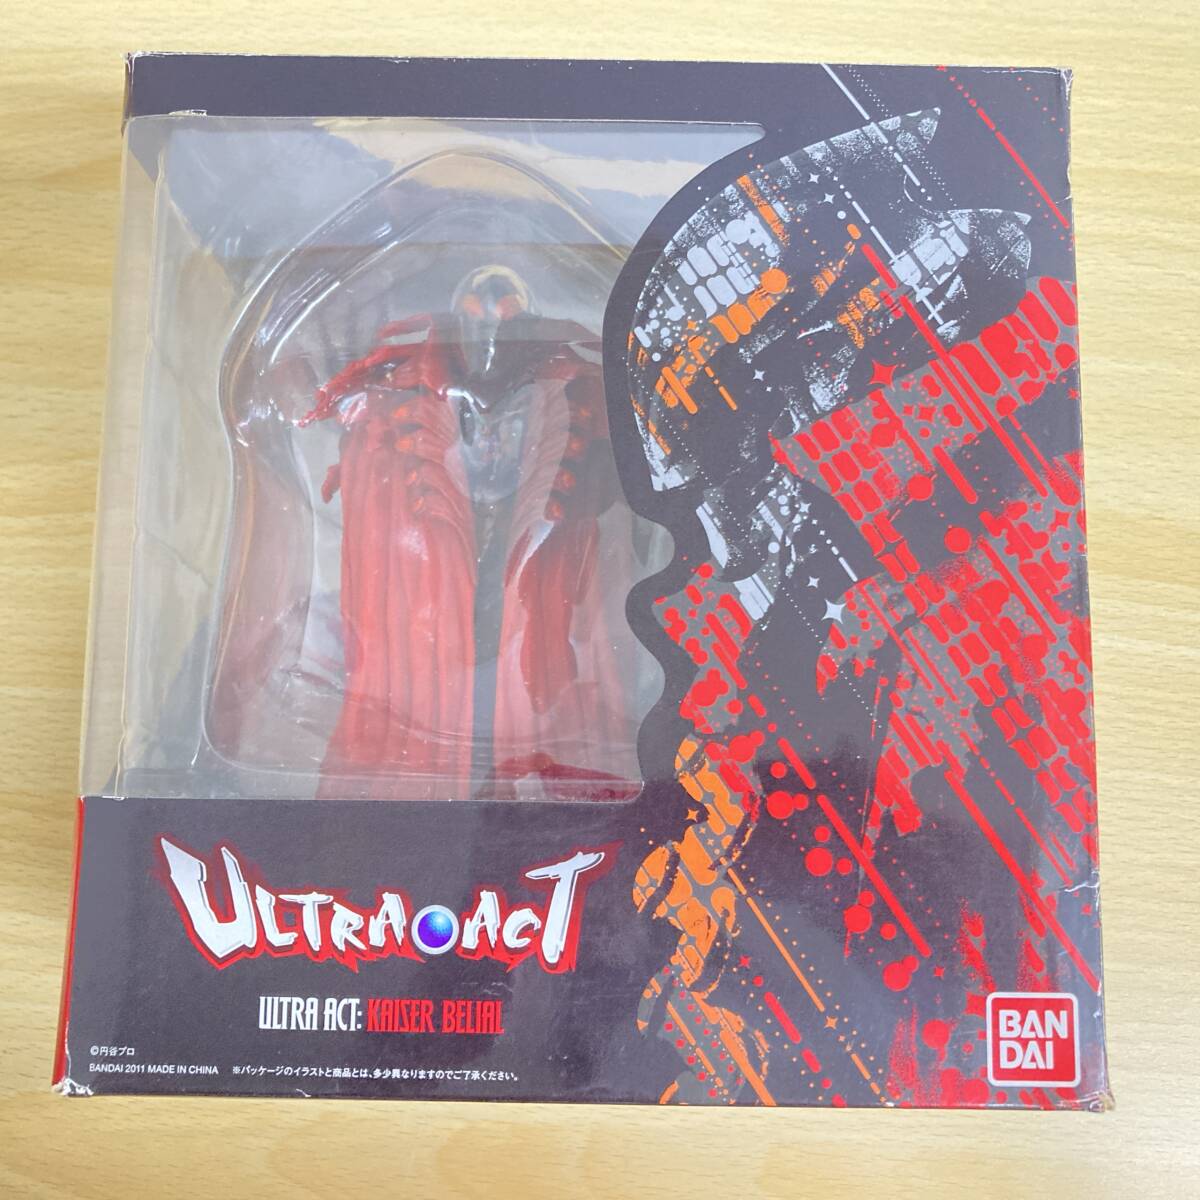 ULTRA ACT
ULTRA ACT: KAISER BELIAL
©円谷プロ
BANDAI 2011 MADE IN CHINA ※パッケージのイラストと商品とは、多少異なりますのでご了承ください。
BAN
DAI